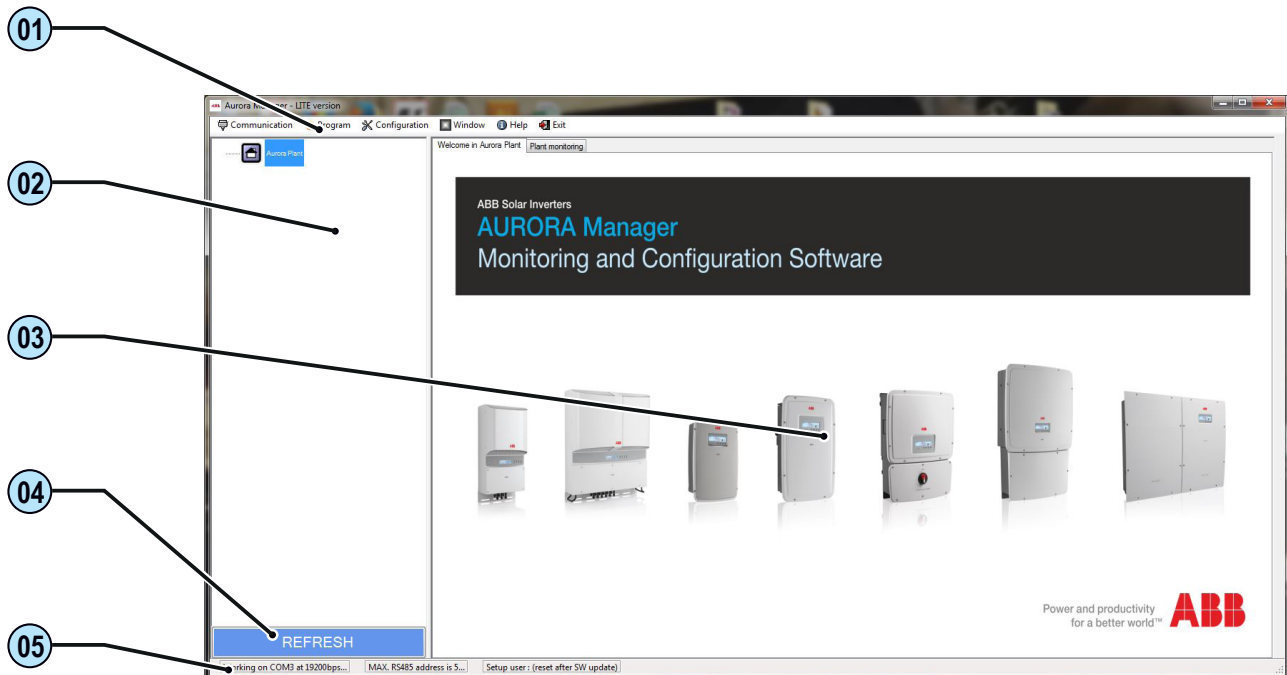 01
Aurora Manager - LITE version
Communication Program Configuration Window Help Exit
Aurora Plant
Welcome in Aurora Plant Plant monitoring
02
ABB Solar Inverters
AURORA Manager
Monitoring and Configuration Software
03
04
Power and productivity
for a better world™
ABB
REFRESH
05
Working on COM3 at 19200bps... MAX. RS485 address is 5... Setup user : (reset after SW update)